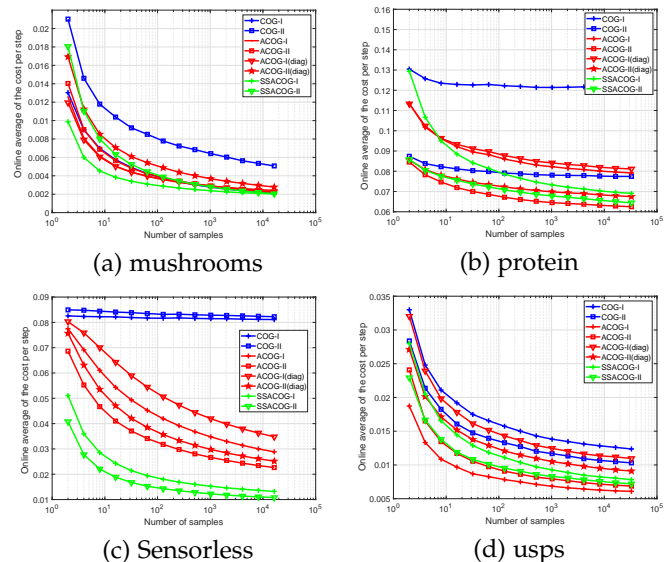 Online average of the cost per step
0.02
0.018
0.016
0.014
0.012
0.01
0.008
0.006
0.004
0.002
10^0 10^1 10^2 10^3 10^4 10^5
Number of samples
COG-I
COG-II
ACOG-I
ACOG-II
ACOG-I(diag)
ACOG-II(diag)
SSACOG-I
SSACOG-II
(a) mushrooms
Online average of the cost per step
0.14
0.13
0.12
0.11
0.1
0.09
0.08
0.07
0.06
10^0 10^1 10^2 10^3 10^4 10^5
Number of samples
COG-I
COG-II
ACOG-I
ACOG-II
ACOG-I(diag)
ACOG-II(diag)
SSACOG-I
SSACOG-II
(b) protein
Online average of the cost per step
0.09
0.08
0.07
0.06
0.05
0.04
0.03
0.02
0.01
10^0 10^1 10^2 10^3 10^4 10^5
Number of samples
COG-I
COG-II
ACOG-I
ACOG-II
ACOG-I(diag)
ACOG-II(diag)
SSACOG-I
SSACOG-II
(c) Sensorless
Online average of the cost per step
0.035
0.03
0.025
0.02
0.015
0.01
0.005
10^0 10^1 10^2 10^3 10^4 10^5
Number of samples
COG-I
COG-II
ACOG-I
ACOG-II
ACOG-I(diag)
ACOG-II(diag)
SSACOG-I
SSACOG-II
(d) usps